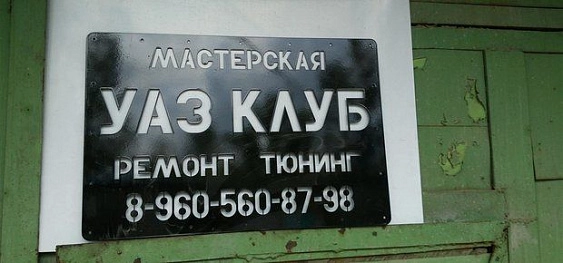 МАСТЕРСКАЯ
УАЗ КЛУБ
РЕМОНТ ТЮНИНГ
8-960-560-87-98